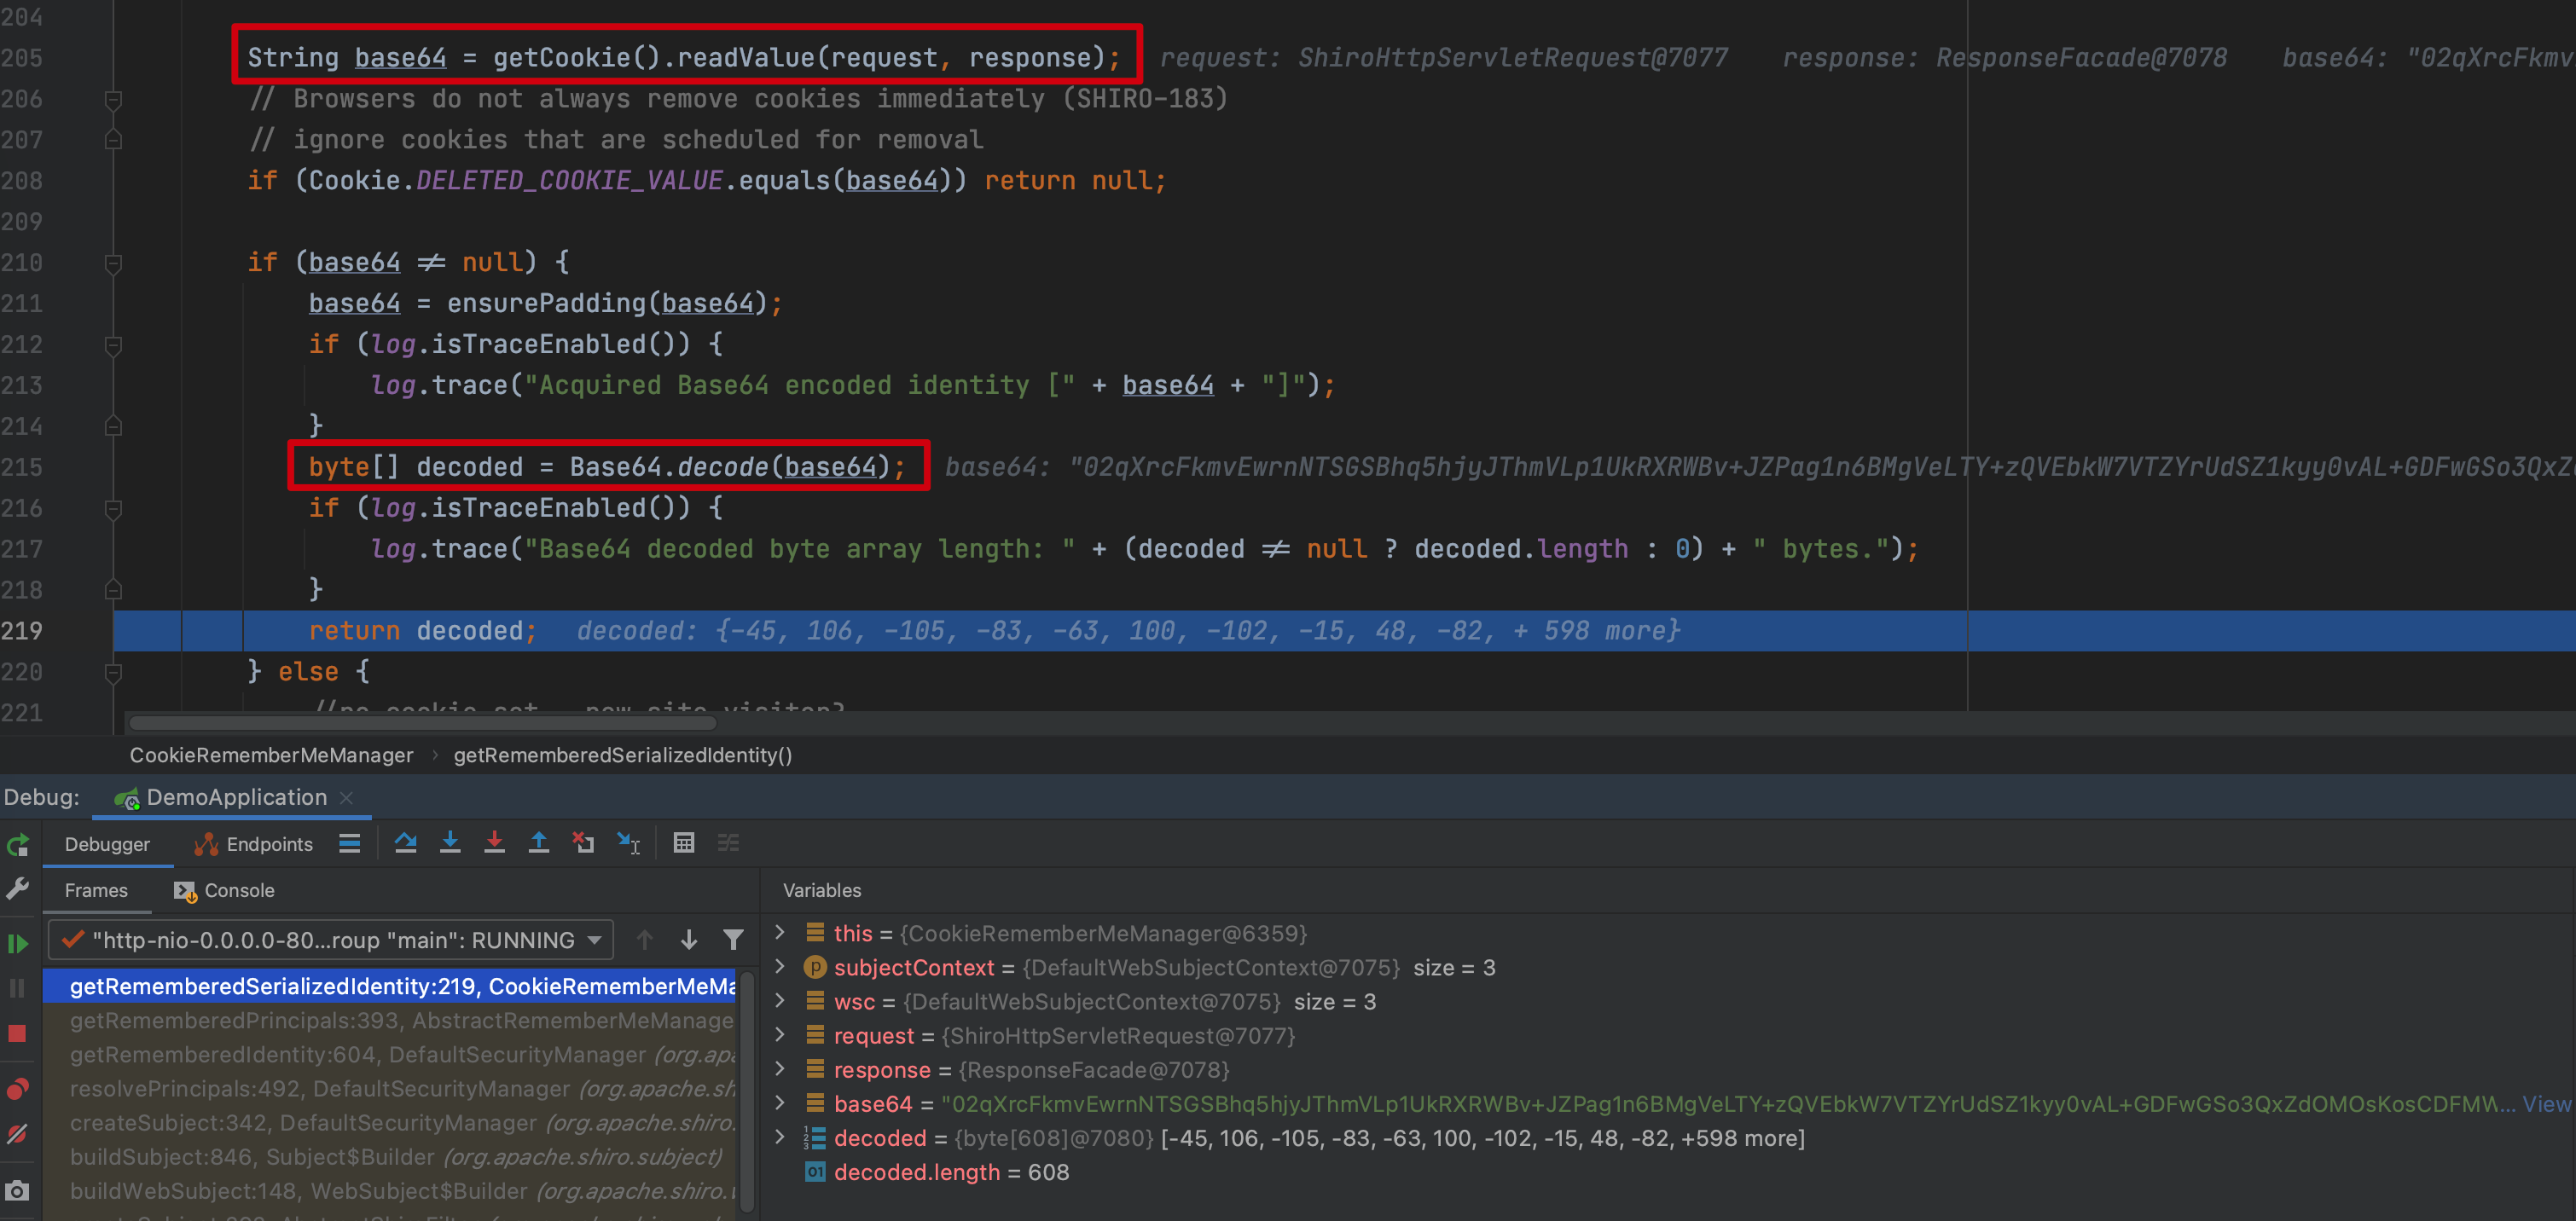 204
205 String base64 = getCookie().readValue(request, response); request: ShiroHttpServletRequest@7077 response: ResponseFacade@7078 base64: "02qXrcFkmv
206 // Browsers do not always remove cookies immediately (SHIRO-183)
207 // ignore cookies that are scheduled for removal
208 if (Cookie.DELETED_COOKIE_VALUE.equals(base64)) return null;
209
210 if (base64 ≠ null) {
211 base64 = ensurePadding(base64);
212 if (log.isTraceEnabled()) {
213 log.trace("Acquired Base64 encoded identity [" + base64 + "]");
214 }
215 byte[] decoded = Base64.decode(base64); base64: "02qXrcFkmvEwrnNTSGSBhq5hjyJThmVLp1UkRXRWBv+JZPag1n6BMgVeLTY+zQVEbkW7VTZYrUdSZ1kyy0vAL+GDFwGSo3QxZ
216 if (log.isTraceEnabled()) {
217 log.trace("Base64 decoded byte array length: " + (decoded ≠ null ? decoded.length : 0) + " bytes.");
218 }
219 return decoded; decoded: {-45, 106, -105, -83, -63, 100, -102, -15, 48, -82, + 598 more}
220 } else {
221 //no cookie set - new site visitor?
CookieRememberMeManager › getRememberedSerializedIdentity()
Debug: DemoApplication
Debugger Endpoints
Frames Console Variables
"http-nio-0.0.0.0-80...roup "main": RUNNING
getRememberedSerializedIdentity:219, CookieRememberMeMa
getRememberedPrincipals:393, AbstractRememberMeManage
getRememberedIdentity:604, DefaultSecurityManager (org.apa
resolvePrincipals:492, DefaultSecurityManager (org.apache.sh
createSubject:342, DefaultSecurityManager (org.apache.shiro.
buildSubject:846, Subject$Builder (org.apache.shiro.subject)
buildWebSubject:148, WebSubject$Builder (org.apache.shiro.
this = {CookieRememberMeManager@6359}
subjectContext = {DefaultWebSubjectContext@7075} size = 3
wsc = {DefaultWebSubjectContext@7075} size = 3
request = {ShiroHttpServletRequest@7077}
response = {ResponseFacade@7078}
base64 = "02qXrcFkmvEwrnNTSGSBhq5hjyJThmVLp1UkRXRWBv+JZPag1n6BMgVeLTY+zQVEbkW7VTZYrUdSZ1kyy0vAL+GDFwGSo3QxZdOMOsKosCDFMW... View
decoded = {byte[608]@7080} [-45, 106, -105, -83, -63, 100, -102, -15, 48, -82, +598 more]
decoded.length = 608